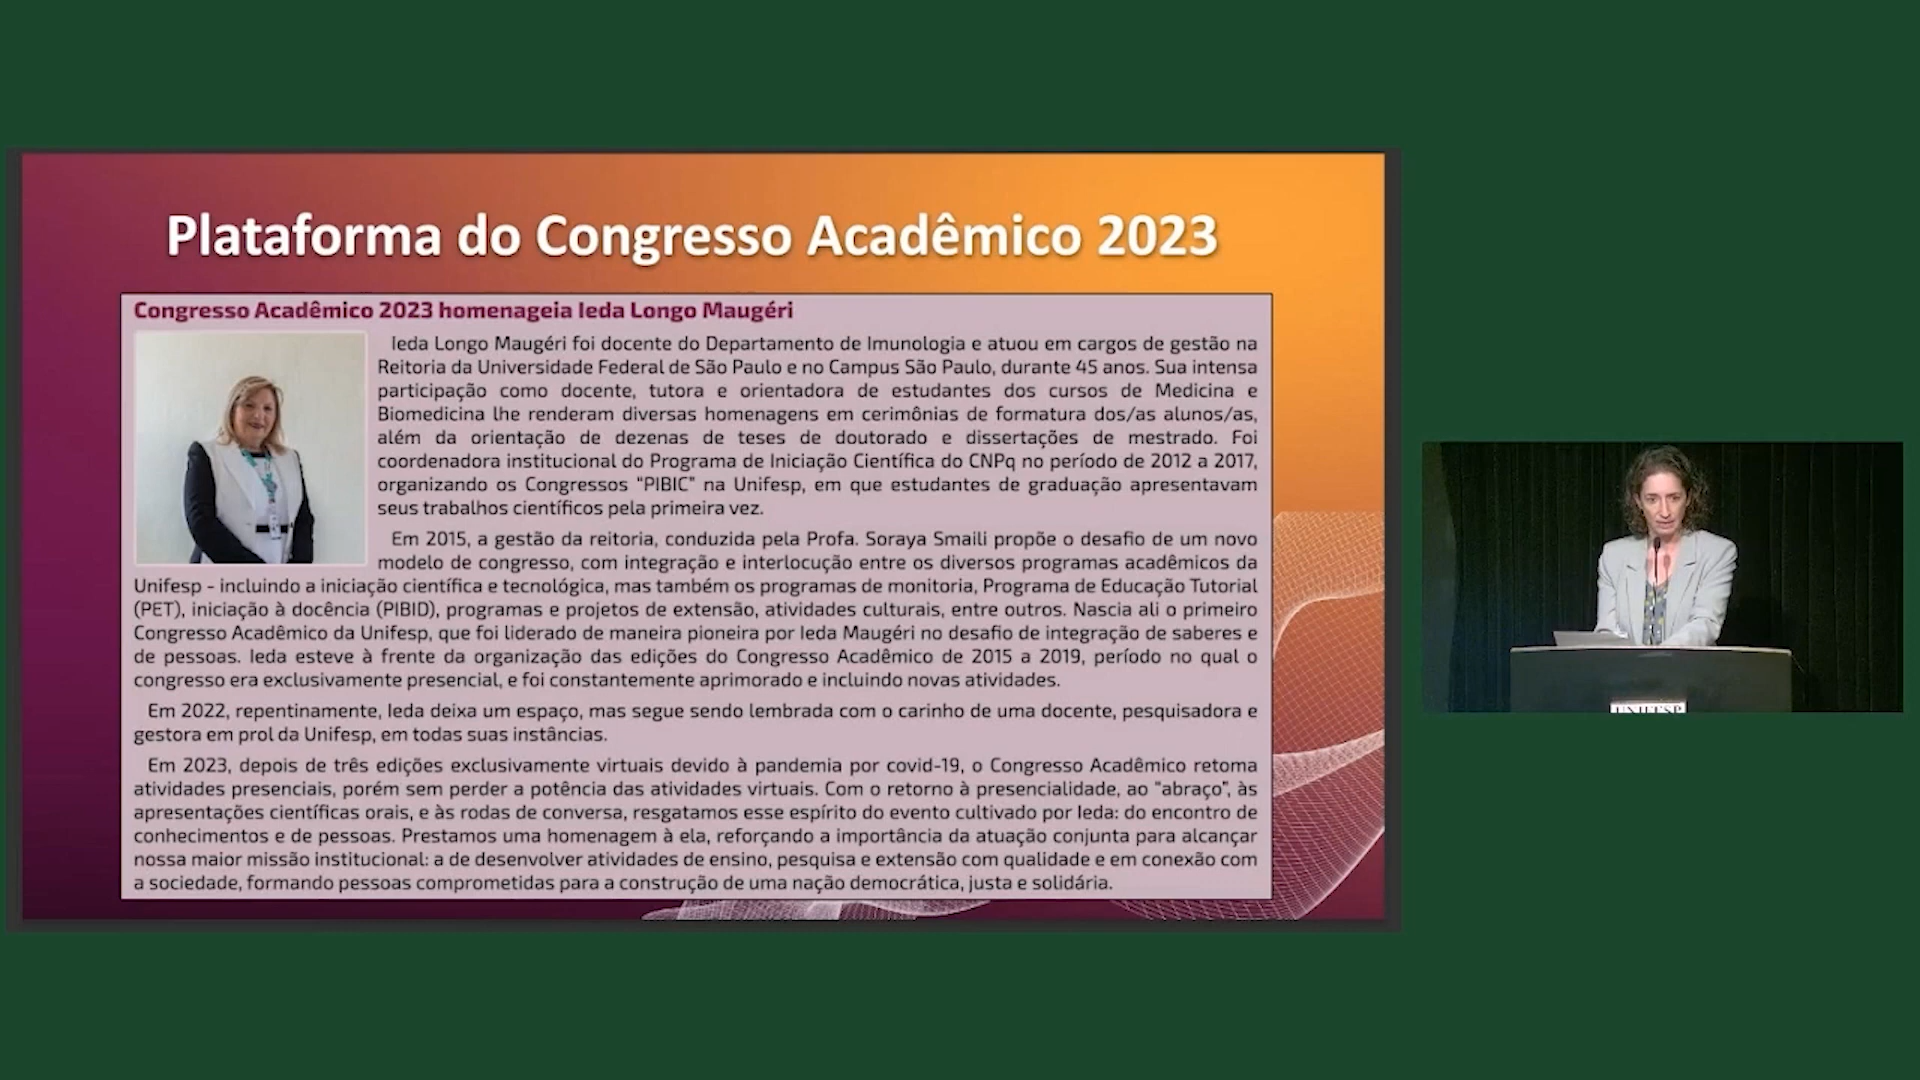 Plataforma do Congresso Acadêmico 2023
Congresso Acadêmico 2023 homenageia Ieda Longo Maugéri
Ieda Longo Maugéri foi docente do Departamento de Imunologia e atuou em cargos de gestão na
Reitoria da Universidade Federal de São Paulo e no Campus São Paulo, durante 45 anos. Sua intensa
participação como docente, tutora e orientadora de estudantes dos cursos de Medicina e
Biomedicina lhe renderam diversas homenagens em cerimônias de formatura dos/as alunos/as,
além da orientação de dezenas de teses de doutorado e dissertações de mestrado. Foi
coordenadora institucional do Programa de Iniciação Científica do CNPq no período de 2012 a 2017,
organizando os Congressos “PIBIC” na Unifesp, em que estudantes de graduação apresentavam
seus trabalhos científicos pela primeira vez.
Em 2015, a gestão da reitoria, conduzida pela Profa. Soraya Smaili propõe o desafio de um novo
modelo de congresso, com integração e interlocução entre os diversos programas acadêmicos da
Unifesp - incluindo a iniciação científica e tecnológica, mas também os programas de monitoria, Programa de Educação Tutorial
(PET), iniciação à docência (PIBID), programas e projetos de extensão, atividades culturais, entre outros. Nascia ali o primeiro
Congresso Acadêmico da Unifesp, que foi liderado de maneira pioneira por Ieda Maugéri no desafio de integração de saberes e
de pessoas. Ieda esteve à frente da organização das edições do Congresso Acadêmico de 2015 a 2019, período no qual o
congresso era exclusivamente presencial, e foi constantemente aprimorado e incluindo novas atividades.
Em 2022, repentinamente, Ieda deixa um espaço, mas segue sendo lembrada com o carinho de uma docente, pesquisadora e
gestora em prol da Unifesp, em todas suas instâncias.
Em 2023, depois de três edições exclusivamente virtuais devido à pandemia por covid-19, o Congresso Acadêmico retoma
atividades presenciais, porém sem perder a potência das atividades virtuais. Com o retorno à presencialidade, ao “abraço”, às
apresentações científicas orais, e às rodas de conversa, resgatamos esse espírito do evento cultivado por Ieda: do encontro de
conhecimentos e de pessoas. Prestamos uma homenagem à ela, reforçando a importância da atuação conjunta para alcançar
nossa maior missão institucional: a de desenvolver atividades de ensino, pesquisa e extensão com qualidade e em conexão com
a sociedade, formando pessoas comprometidas para a construção de uma nação democrática, justa e solidária.
UNIFESP